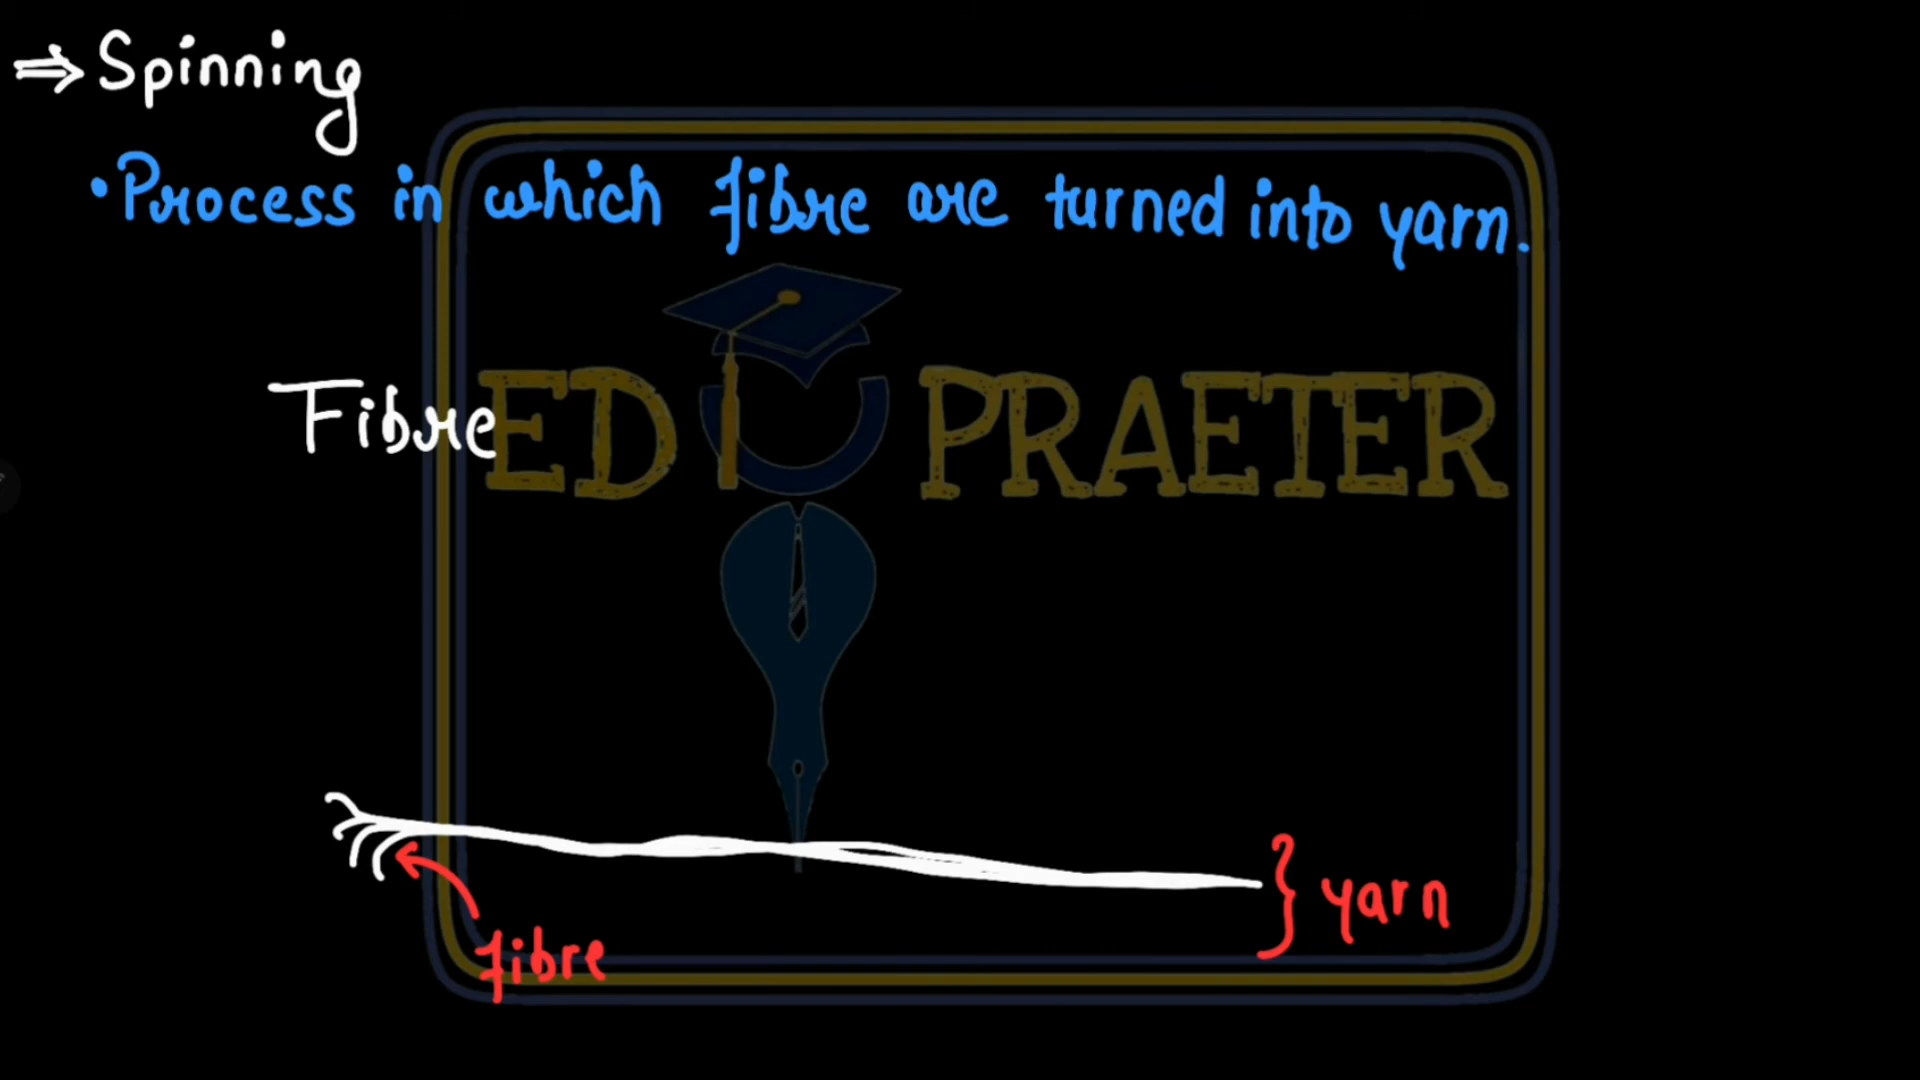 ⇒ Spinning
• Process in which fibre are turned into yarn.
Fibre
EDU PRAETER
yarn
fibre